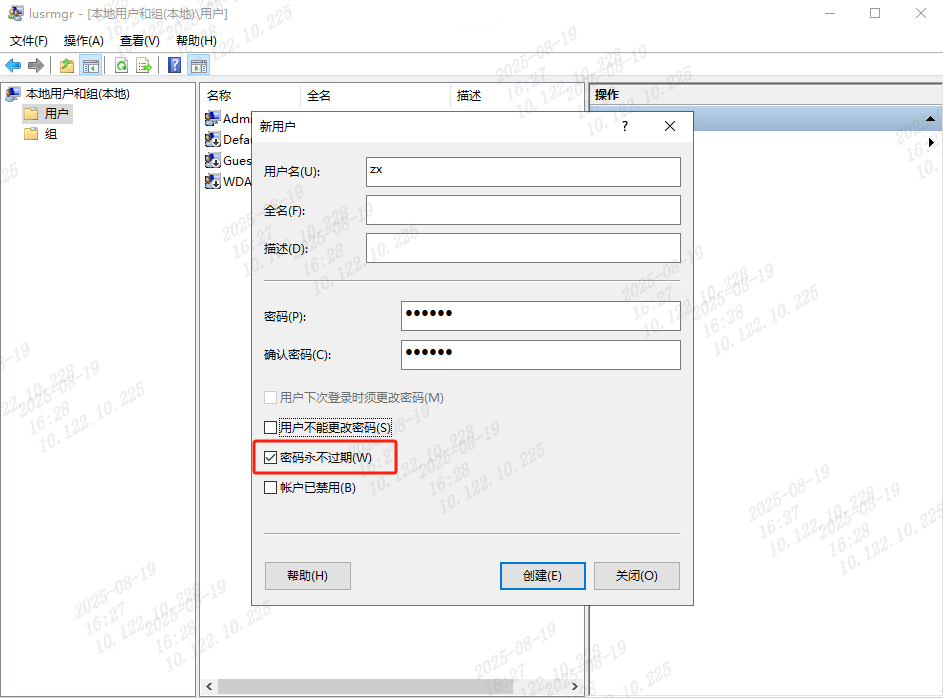 lusrmgr - [本地用户和组(本地)\用户]
文件(F) 操作(A) 查看(V) 帮助(H)
本地用户和组(本地)
用户
组
名称 全名 描述
操作
新用户
用户名(U): zx
全名(F):
描述(D):
密码(P): ••••••
确认密码(C): ••••••
用户下次登录时须更改密码(M)
用户不能更改密码(S)
密码永不过期(W)
帐户已禁用(B)
帮助(H) 创建(E) 关闭(O)
2025-08-19
16:27
10.122.10.228
2025-08-19
16:28
10.122.10.225